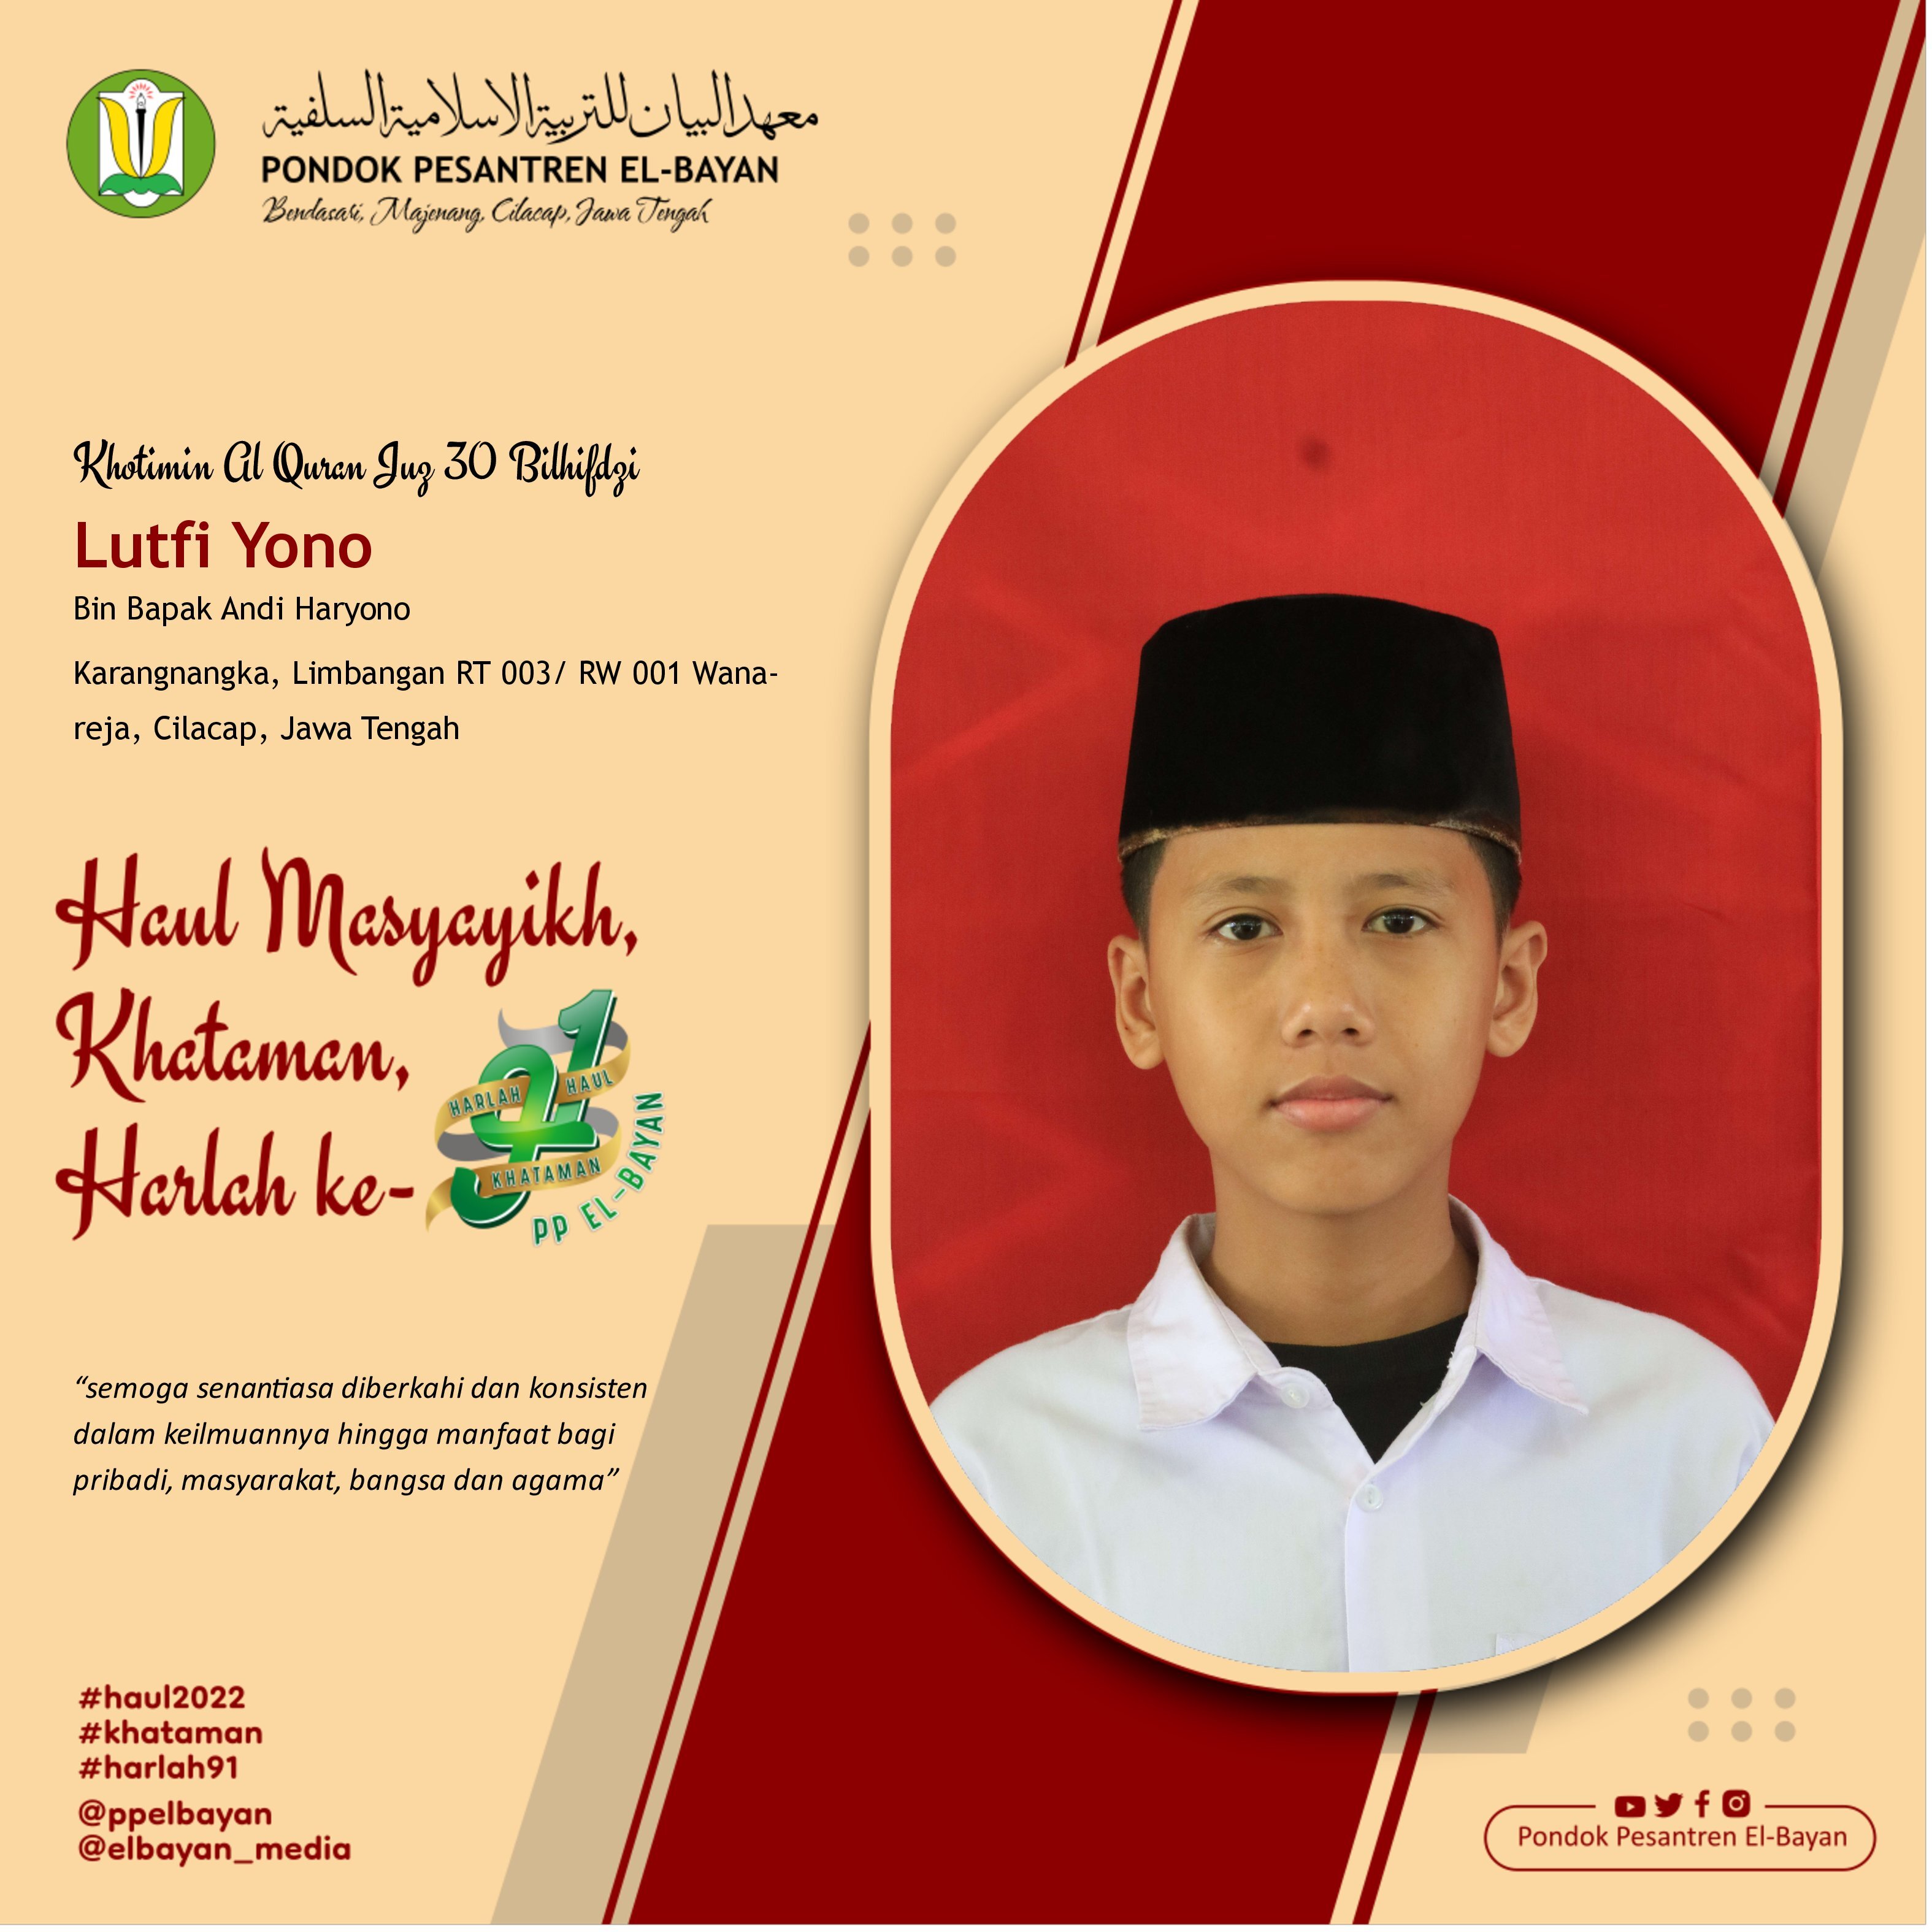 معهد البيان للتربية الاسلامية السلفية
PONDOK PESANTREN EL-BAYAN
Bendasari, Majenang, Cilacap, Jawa Tengah
Khotimin Al Quran Juz 30 Bilhifdzi
Lutfi Yono
Bin Bapak Andi Haryono
Karangnangka, Limbangan RT 003/ RW 001 Wana-
reja, Cilacap, Jawa Tengah
Haul Masyayikh,
Khataman,
Harlah ke-
91
HARLAH HAUL
KHATAMAN
PP EL-BAYAN
“semoga senantiasa diberkahi dan konsisten
dalam keilmuannya hingga manfaat bagi
pribadi, masyarakat, bangsa dan agama”
#haul2022
#khataman
#harlah91
@ppelbayan
@elbayan_media
Pondok Pesantren El-Bayan